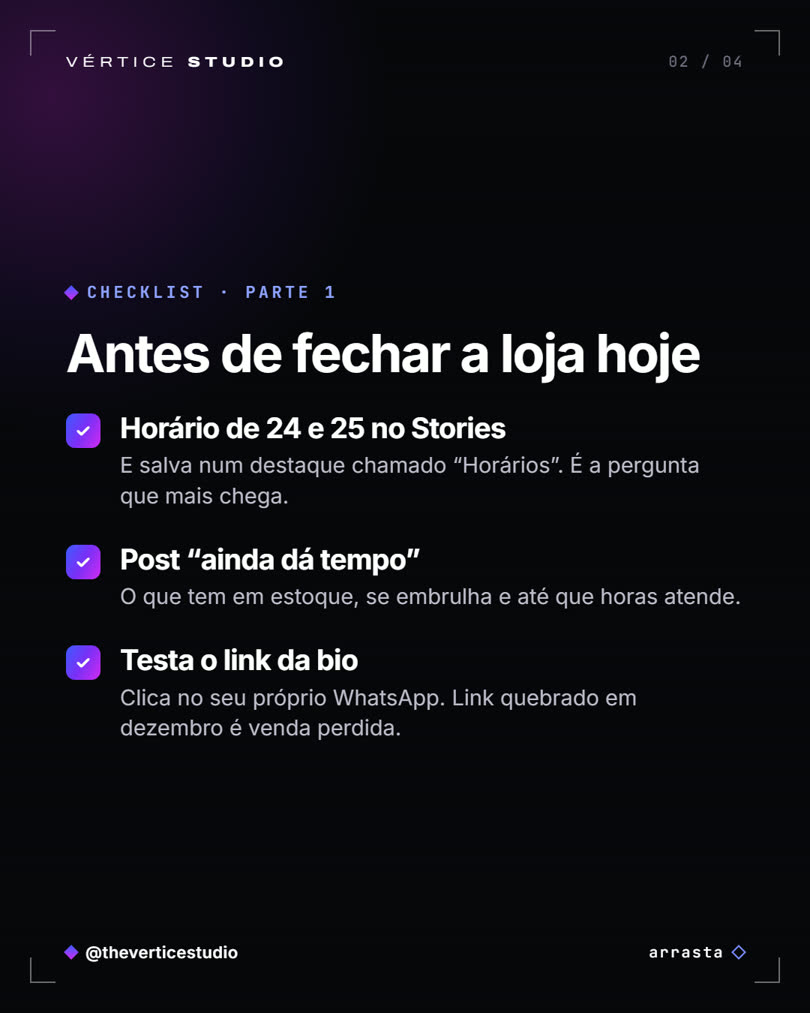 VÉRTICE STUDIO
02 / 04
CHECKLIST · PARTE 1
Antes de fechar a loja hoje
Horário de 24 e 25 no Stories
E salva num destaque chamado “Horários”. É a pergunta
que mais chega.
Post “ainda dá tempo”
O que tem em estoque, se embrulha e até que horas atende.
Testa o link da bio
Clica no seu próprio WhatsApp. Link quebrado em
dezembro é venda perdida.
@theverticestudio
arrasta